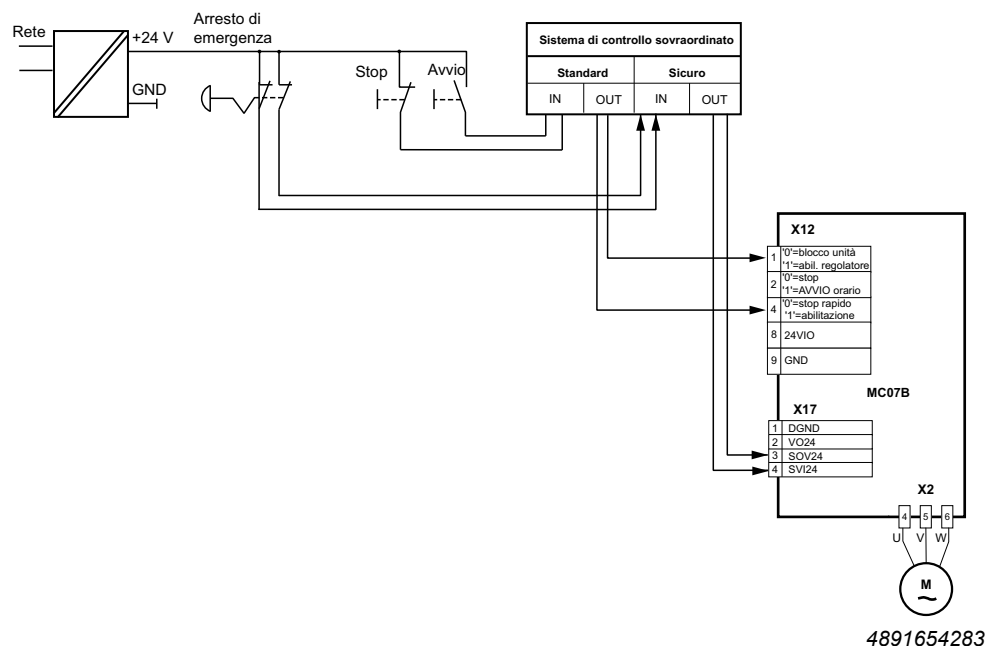 Rete
+24 V
GND
Arresto di
emergenza
Stop
Avvio
Sistema di controllo sovraordinato
Standard
Sicuro
IN
OUT
IN
OUT
X12
1
'0'=blocco unità
'1'=abil. regolatore
2
'0'=stop
'1'=AVVIO orario
4
'0'=stop rapido
'1'=abilitazione
8 24VIO
9 GND
MC07B
X17
1 DGND
2 VO24
3 SOV24
4 SVI24
X2
4 5 6
U V W
M
~
4891654283